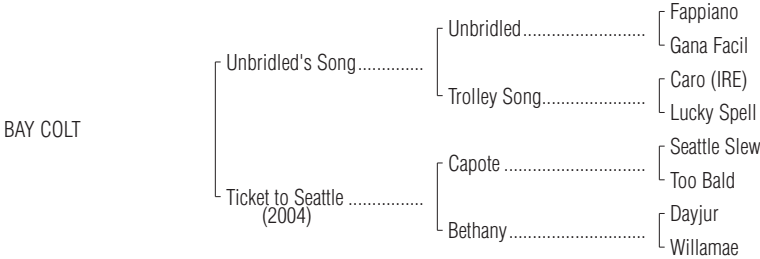 Fappiano
Unbridled..........................
Gana Facil
Unbridled's Song..............
Caro (IRE)
Trolley Song......................
Lucky Spell
BAY COLT
Seattle Slew
Capote ..............................
Too Bald
Ticket to Seattle ................
(2004)
Dayjur
Bethany.............................
Willamae